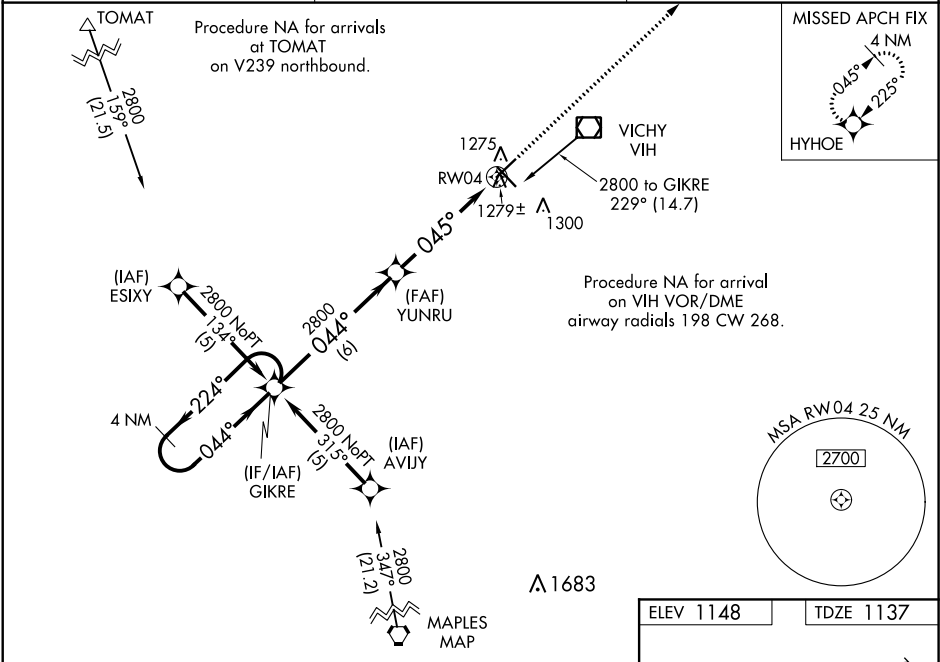 TOMAT
2800
159°
(21.5)
Procedure NA for arrivals
at TOMAT
on V239 northbound.
MISSED APCH FIX
4 NM
045°
225°
HYHOE
1275
VICHY
VIH
RW04
2800 to GIKRE
229° (14.7)
1279±
1300
045°
(IAF)
ESIXY
2800 NoPT
134°
(5)
(FAF)
YUNRU
2800
044°
(6)
Procedure NA for arrival
on VIH VOR/DME
airway radials 198 CW 268.
224°
4 NM
044°
(IF/IAF)
GIKRE
2800 NoPT
315°
(5)
(IAF)
AVIJY
MSA RW04 25 NM
2700
2800
347°
(21.2)
MAPLES
MAP
1683
ELEV 1148
TDZE 1137